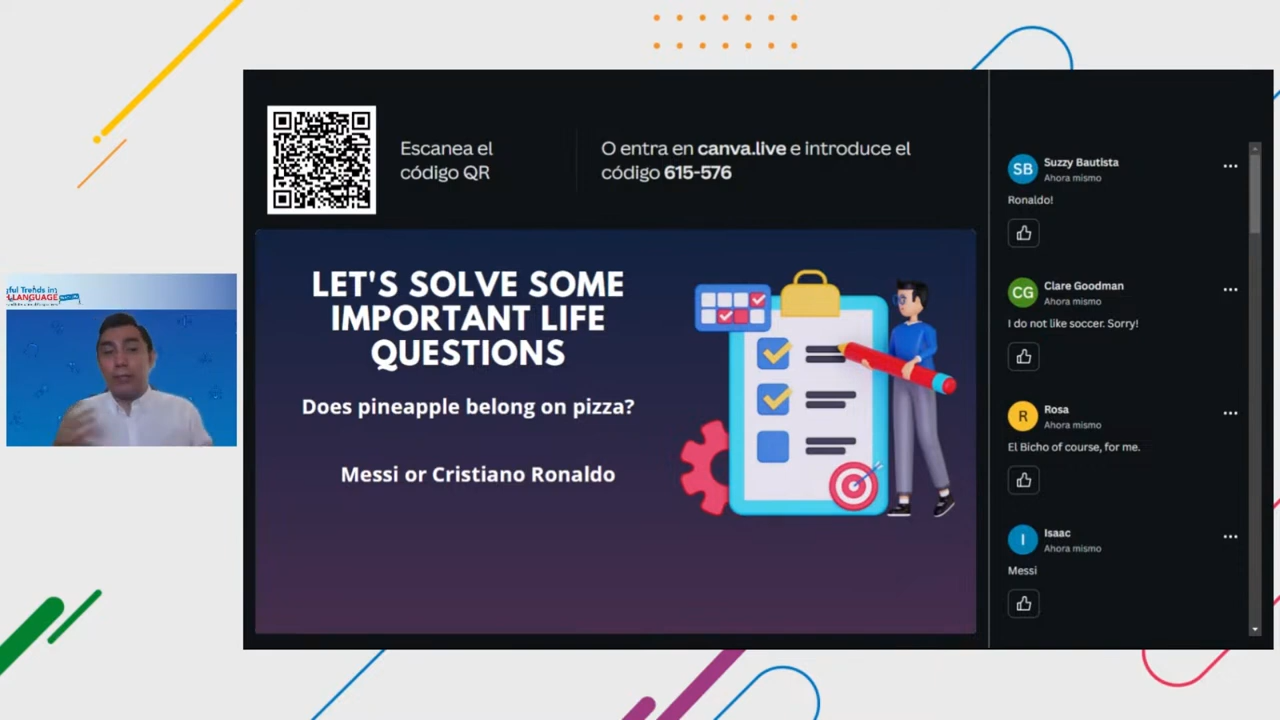 Escanea el
código QR
O entra en canva.live e introduce el
código 615-576
LET'S SOLVE SOME
IMPORTANT LIFE
QUESTIONS
Does pineapple belong on pizza?
Messi or Cristiano Ronaldo
ful Trends in
LANGUAGE
SB
Suzzy Bautista
Ahora mismo
Ronaldo!
CG
Clare Goodman
Ahora mismo
I do not like soccer. Sorry!
R
Rosa
Ahora mismo
El Bicho of course, for me.
I
Isaac
Ahora mismo
Messi